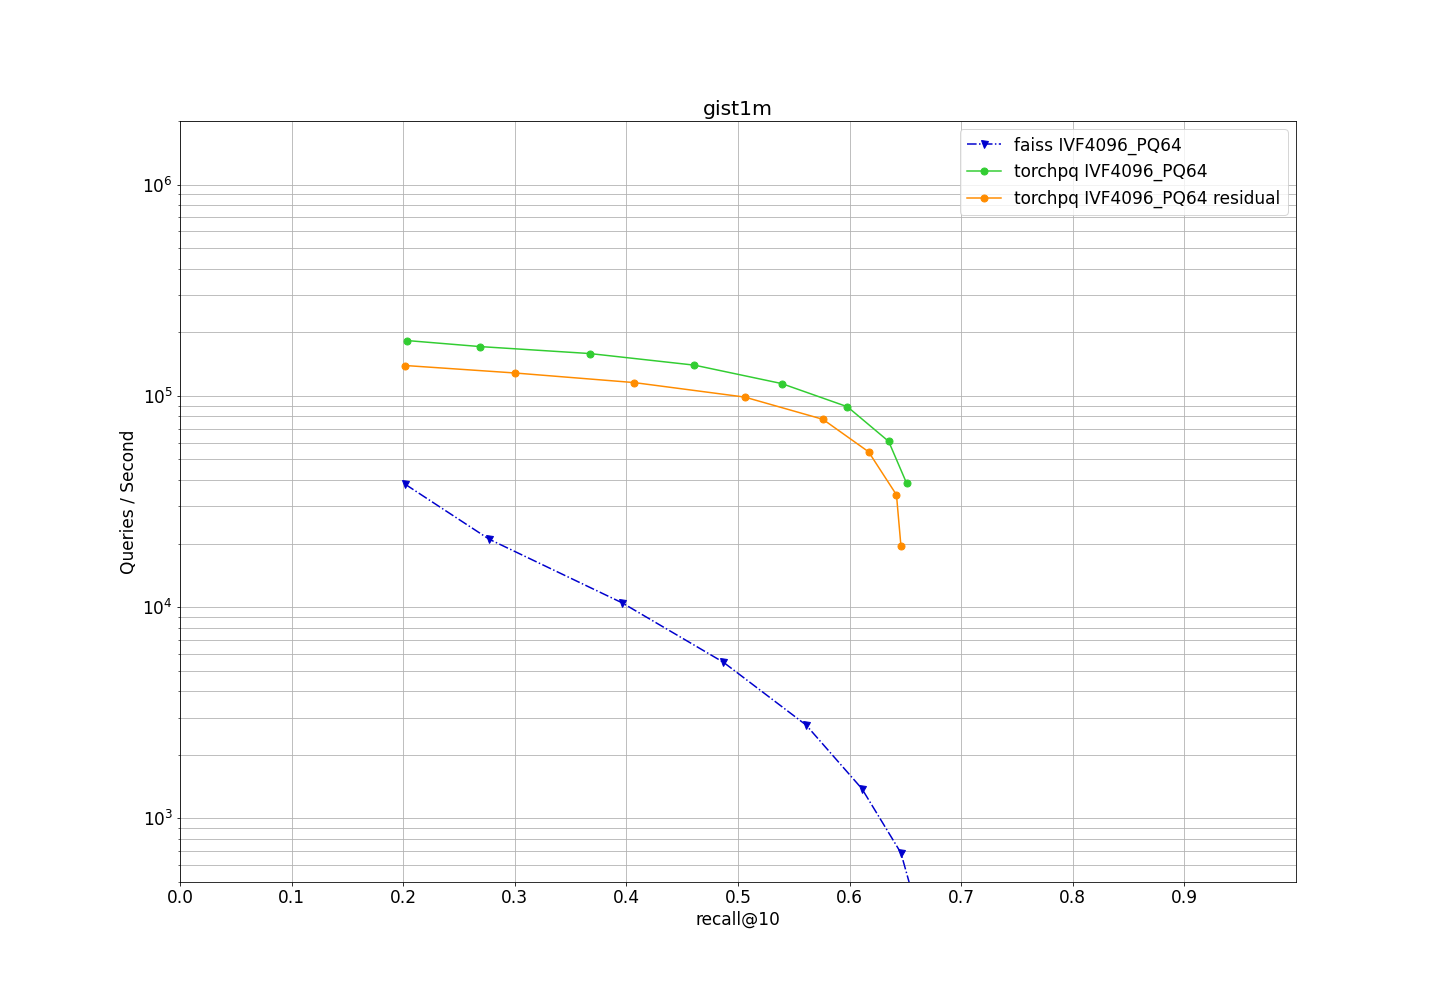 gist1m
faiss IVF4096_PQ64
torchpq IVF4096_PQ64
torchpq IVF4096_PQ64 residual
Queries / Second
10⁶
10⁵
10⁴
10³
0.0 0.1 0.2 0.3 0.4 0.5 0.6 0.7 0.8 0.9
recall@10